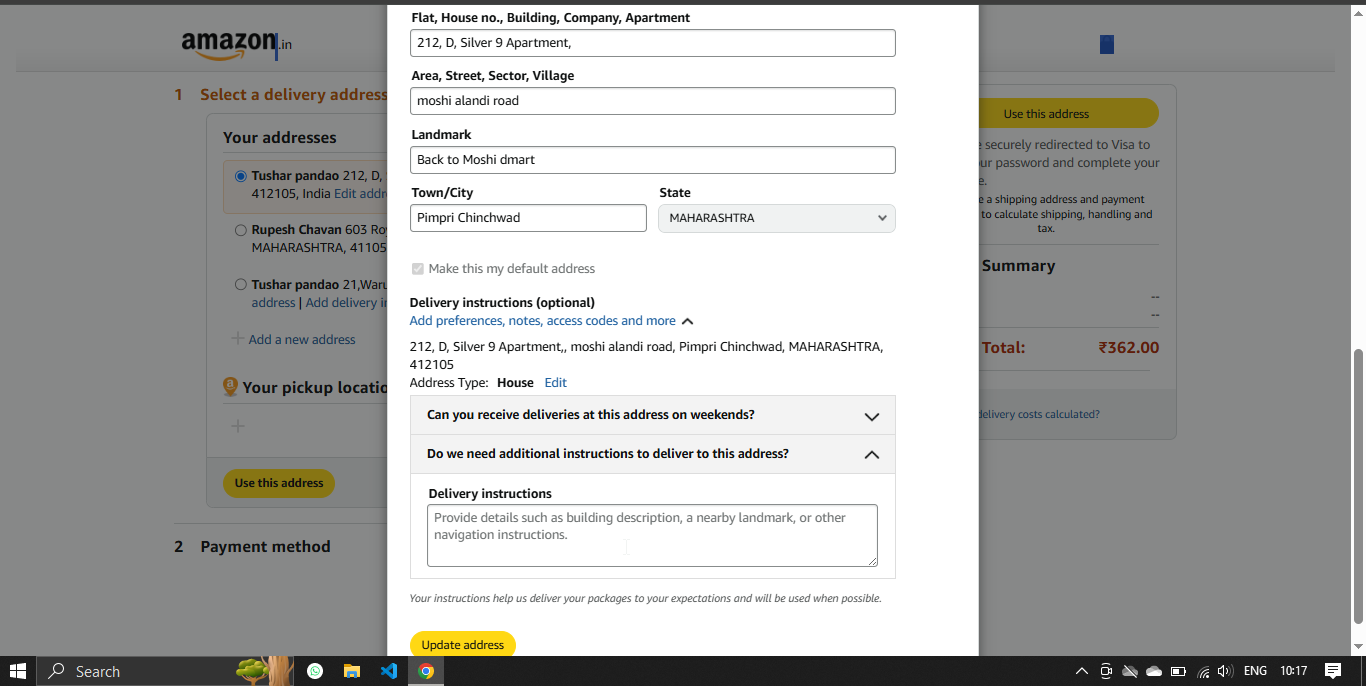 amazon.in
1 Select a delivery address
Your addresses
Tushar pandao 212, D,
412105, India Edit addr
Rupesh Chavan 603 Ro
MAHARASHTRA, 41105
Tushar pandao 21,Waru
address | Add delivery in
Add a new address
Your pickup locatio
Use this address
2 Payment method
Flat, House no., Building, Company, Apartment
212, D, Silver 9 Apartment,
Area, Street, Sector, Village
moshi alandi road
Landmark
Back to Moshi dmart
Town/City
State
Pimpri Chinchwad
MAHARASHTRA
Make this my default address
Delivery instructions (optional)
Add preferences, notes, access codes and more
212, D, Silver 9 Apartment,, moshi alandi road, Pimpri Chinchwad, MAHARASHTRA,
412105
Address Type: House Edit
Can you receive deliveries at this address on weekends?
Do we need additional instructions to deliver to this address?
Delivery instructions
Provide details such as building description, a nearby landmark, or other
navigation instructions.
Your instructions help us deliver your packages to your expectations and will be used when possible.
Update address
Use this address
securely redirected to Visa to
ur password and complete your
e.
e a shipping address and payment
to calculate shipping, handling and
tax.
Summary
--
--
Total: ₹362.00
delivery costs calculated?
Search
ENG
10:17